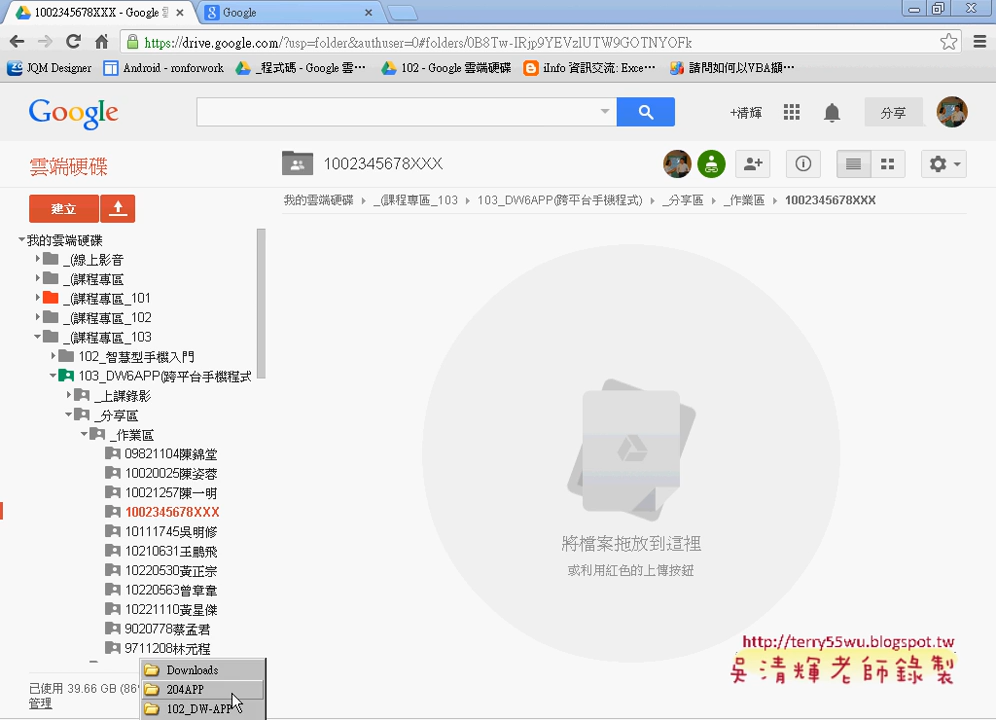 1002345678XXX - Google 雲
Google
https://drive.google.com/?usp=folder&authuser=0#folders/0B8Tw-IRjp9YEVzlUTW9GOTNYOFk
JQM Designer
Android - ronforwork
_程式碼 - Google 雲…
102 - Google 雲端硬碟
iInfo 資訊交流: Exce…
請問如何以VBA擷…
Google
+清輝
分享
雲端硬碟
1002345678XXX
建立
我的雲端硬碟
_(課程專區_103
103_DW6APP(跨平台手機程式)
_分享區
_作業區
1002345678XXX
我的雲端硬碟
_(線上影音
_(課程專區
_(課程專區_101
_(課程專區_102
_(課程專區_103
102_智慧型手機入門
103_DW6APP(跨平台手機程式
_上課錄影
_分享區
_作業區
09821104陳錦堂
10020025陳姿蓉
10021257陳一明
1002345678XXX
10111745吳明修
10210631王鵬飛
10220530黃正宗
10220563曾章韋
10221110黃星傑
9020778蔡孟君
9711208林元程
將檔案拖放到這裡
或利用紅色的上傳按鈕
已使用 39.66 GB (86
管理
Downloads
204APP
102_DW-APP
http://terry55wu.blogspot.tw
吳清輝老師錄製